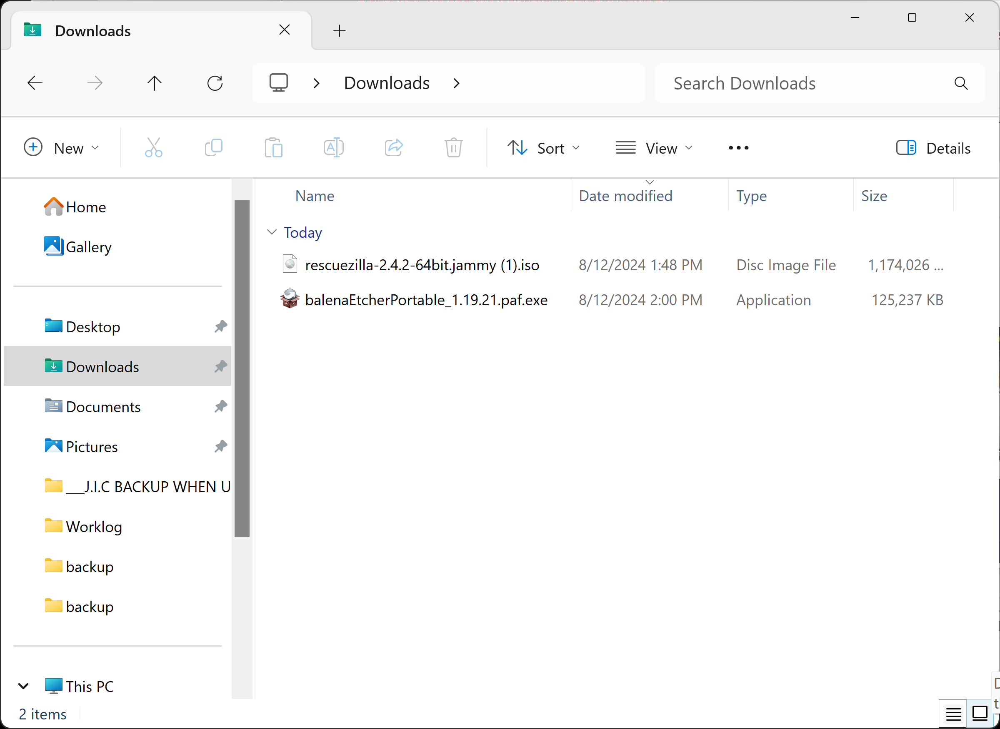 Downloads
Downloads
Search Downloads
New
Sort
View
Details
Home
Gallery
Desktop
Downloads
Documents
Pictures
___J.I.C BACKUP WHEN U
Worklog
backup
backup
This PC
Name Date modified Type Size
Today
rescuezilla-2.4.2-64bit.jammy (1).iso 8/12/2024 1:48 PM Disc Image File 1,174,026 ...
balenaEtcherPortable_1.19.21.paf.exe 8/12/2024 2:00 PM Application 125,237 KB
2 items